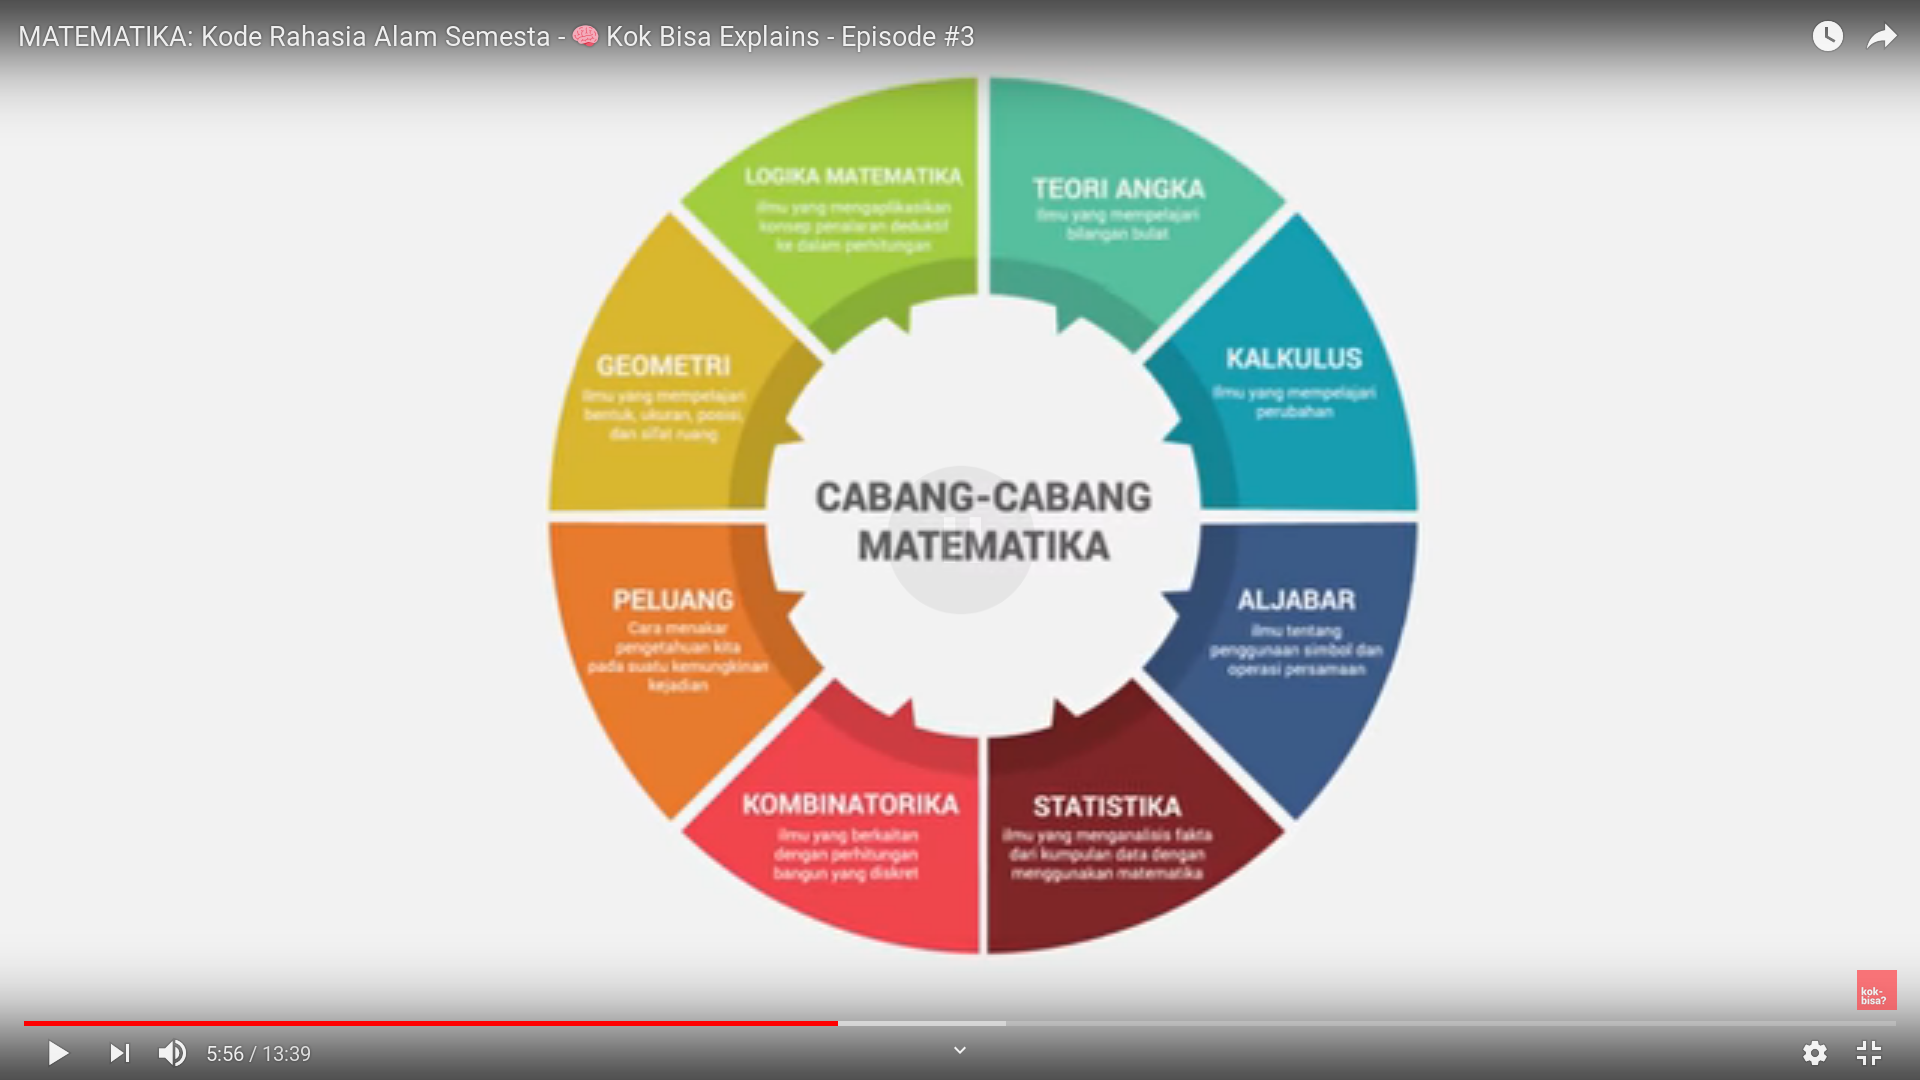 MATEMATIKA: Kode Rahasia Alam Semesta - 🧠 Kok Bisa Explains - Episode #3
LOGIKA MATEMATIKA
ilmu yang mengaplikasikan
konsep penalaran deduktif
ke dalam perhitungan
TEORI ANGKA
Ilmu yang mempelajari
bilangan bulat
GEOMETRI
Ilmu yang mempelajari
bentuk, ukuran, posisi,
dan sifat ruang
KALKULUS
Ilmu yang mempelajari
perubahan
CABANG-CABANG
MATEMATIKA
PELUANG
Cara menakar
pengetahuan kita
pada suatu kemungkinan
kejadian
ALJABAR
ilmu tentang
penggunaan simbol dan
operasi persamaan
KOMBINATORIKA
ilmu yang berkaitan
dengan perhitungan
bangun yang diskret
STATISTIKA
ilmu yang menganalisis fakta
dari kumpulan data dengan
menggunakan matematika
kok-
bisa?
5:56 / 13:39